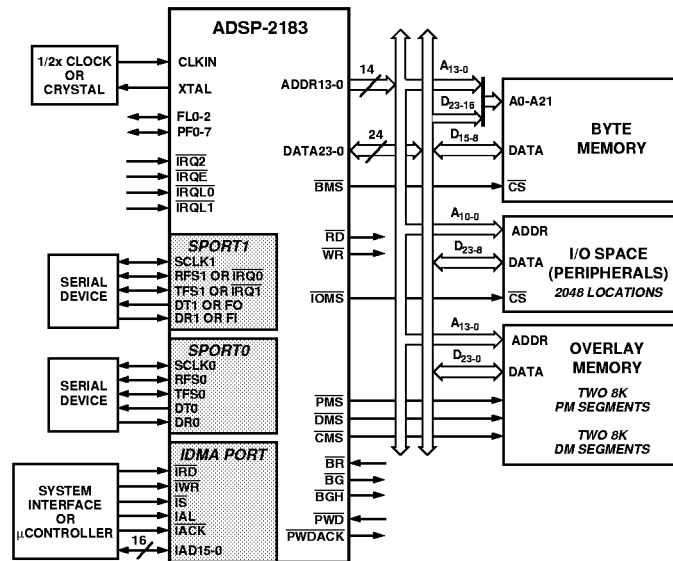 ADSP-2183
1/2x CLOCK
OR
CRYSTAL
CLKIN
XTAL
FL0-2
PF0-7
IRQ2
IRQE
IRQL0
IRQL1
SPORT1
SCLK1
RFS1 OR IRQ0
TFS1 OR IRQ1
DT1 OR FO
DR1 OR FI
SERIAL
DEVICE
SPORT0
SCLK0
RFS0
TFS0
DT0
DR0
SERIAL
DEVICE
IDMA PORT
IRD
IWR
IS
IAL
IACK
IAD15-0
16
SYSTEM
INTERFACE
OR
µCONTROLLER
ADDR13-0
14
DATA23-0
24
BMS
RD
WR
IOMS
PMS
DMS
CMS
BR
BG
BGH
PWD
PWDACK
A13-0
D23-16
D15-8
A0-A21
BYTE
MEMORY
DATA
CS
A10-0
D23-8
ADDR
I/O SPACE
(PERIPHERALS)
DATA
2048 LOCATIONS
CS
A13-0
D23-0
ADDR
OVERLAY
MEMORY
DATA
TWO 8K
PM SEGMENTS
TWO 8K
DM SEGMENTS